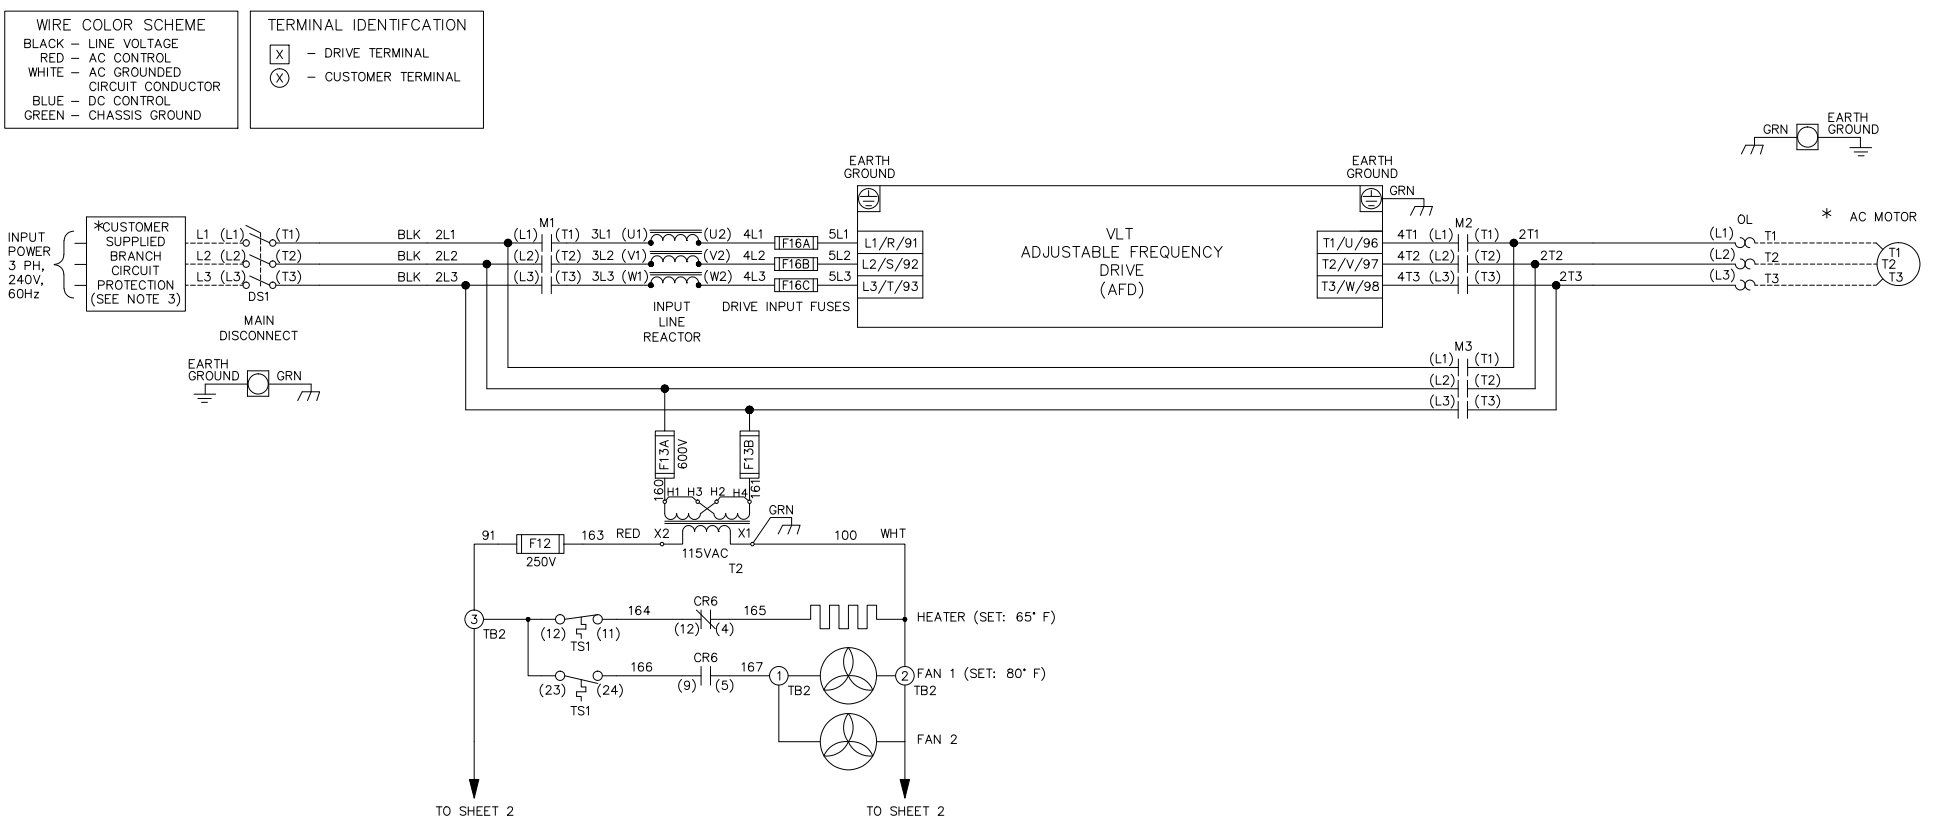 WIRE COLOR SCHEME
BLACK – LINE VOLTAGE
RED – AC CONTROL
WHITE – AC GROUNDED
CIRCUIT CONDUCTOR
BLUE – DC CONTROL
GREEN – CHASSIS GROUND
TERMINAL IDENTIFCATION
X – DRIVE TERMINAL
X – CUSTOMER TERMINAL
GRN
EARTH
GROUND
EARTH
GROUND
EARTH
GROUND
GRN
INPUT
POWER
3 PH,
240V,
60Hz
*CUSTOMER
SUPPLIED
BRANCH
CIRCUIT
PROTECTION
(SEE NOTE 3)
L1 (L1) (T1) BLK 2L1 (L1) M1 (T1) 3L1 (U1) (U2) 4L1 F16A 5L1 L1/R/91
L2 (L2) (T2) BLK 2L2 (L2) (T2) 3L2 (V1) (V2) 4L2 F16B 5L2 L2/S/92
L3 (L3) (T3) BLK 2L3 (L3) (T3) 3L3 (W1) (W2) 4L3 F16C 5L3 L3/T/93
DS1
MAIN
DISCONNECT
INPUT
LINE
REACTOR
DRIVE INPUT FUSES
VLT
ADJUSTABLE FREQUENCY
DRIVE
(AFD)
T1/U/96 4T1 (L1) M2 (T1) 2T1 (L1) OL T1
T2/V/97 4T2 (L2) (T2) 2T2 (L2) T2
T3/W/98 4T3 (L3) (T3) 2T3 (L3) T3
* AC MOTOR
T1
T2
T3
EARTH
GROUND
GRN
M3
(L1) (T1)
(L2) (T2)
(L3) (T3)
F13A
600V
F13B
160
161
H1 H3 H2 H4
GRN
91 F12 163 RED X2 X1 100 WHT
250V
115VAC
T2
3
TB2
(12) (11)
TS1
164
CR6
(12) (4)
165
HEATER (SET: 65° F)
(23) (24)
TS1
166
CR6
(9) (5)
167
1
TB2
2
TB2
FAN 1 (SET: 80° F)
FAN 2
TO SHEET 2
TO SHEET 2